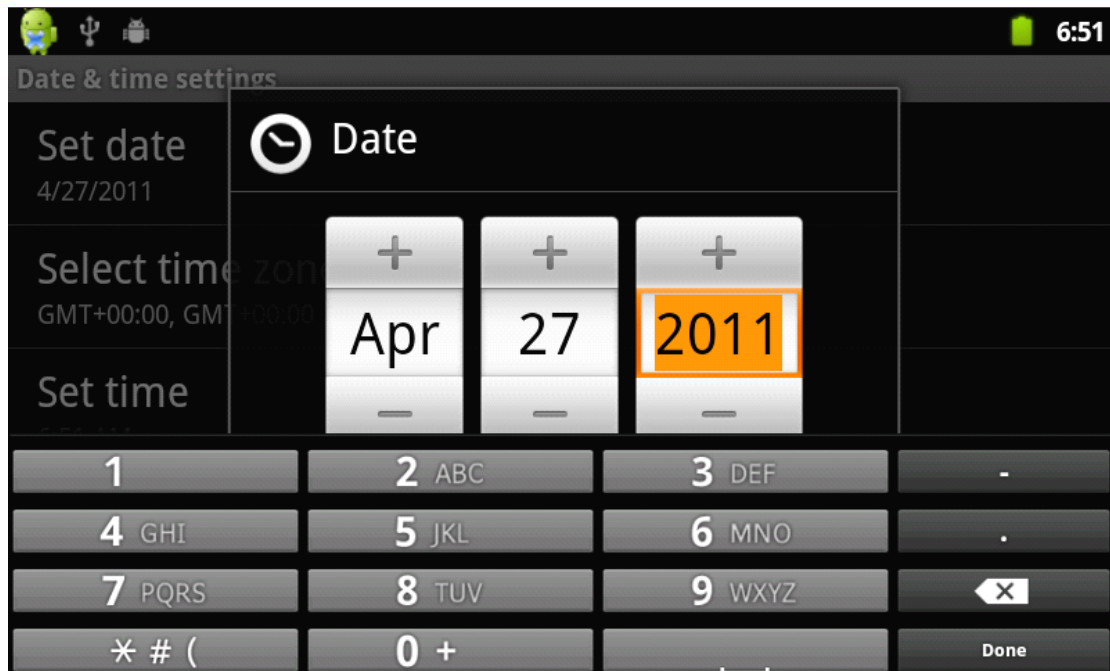 6:51
Date & time settings
Set date
4/27/2011
Date
Select time zon
GMT+00:00, GMT+00:00
+ + +
Apr 27 2011
- - -
Set time
1 2 ABC 3 DEF -
4 GHI 5 JKL 6 MNO .
7 PQRS 8 TUV 9 WXYZ
* # ( 0 + Done